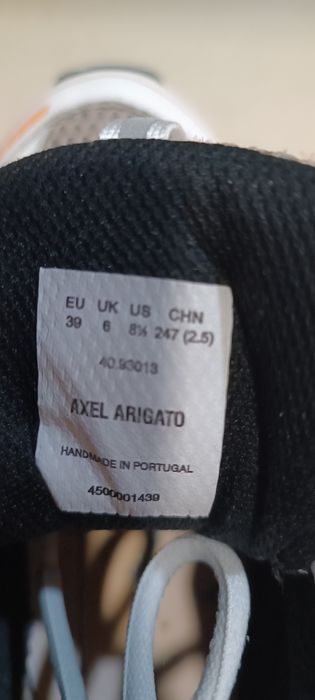 EU UK US CHN
39 6 8½ 247 (2.5)
40.93013
AXEL ARIGATO
HANDMADE IN PORTUGAL
4500001439